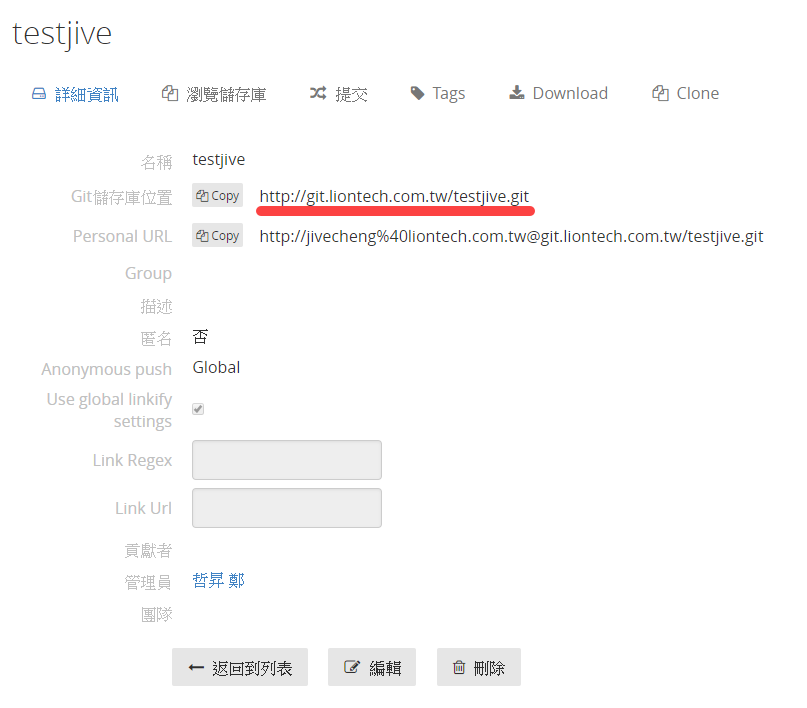 testjive
詳細資訊 瀏覽儲存庫 提交 Tags Download Clone
名稱 testjive
Git儲存庫位置 Copy http://git.liontech.com.tw/testjive.git
Personal URL Copy http://jivecheng%40liontech.com.tw@git.liontech.com.tw/testjive.git
Group
描述
匿名 否
Anonymous push Global
Use global linkify
settings
Link Regex
Link Url
貢獻者
管理員 哲昇 鄭
團隊
返回到列表 編輯 刪除